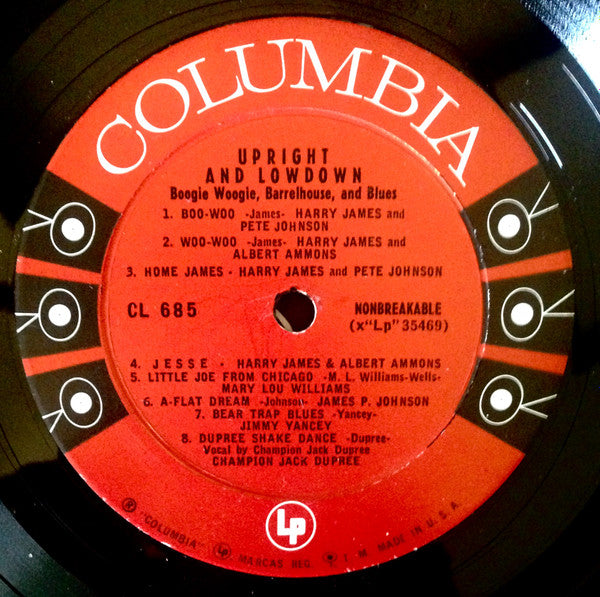 COLUMBIA
UPRIGHT
AND LOWDOWN
Boogie Woogie, Barrelhouse, and Blues
1. BOO-WOO -James- HARRY JAMES and
PETE JOHNSON
2. WOO-WOO -James- HARRY JAMES and
ALBERT AMMONS
3. HOME JAMES - HARRY JAMES and PETE JOHNSON
CL 685
NONBREAKABLE
(x"Lp" 35469)
4. JESSE - HARRY JAMES & ALBERT AMMONS
5. LITTLE JOE FROM CHICAGO -M. L. Williams-Wells-
MARY LOU WILLIAMS
6. A-FLAT DREAM -Johnson- JAMES P. JOHNSON
7. BEAR TRAP BLUES -Yancey-
JIMMY YANCEY
8. DUPREE SHAKE DANCE -Dupree-
Vocal by Champion Jack Dupree
CHAMPION JACK DUPREE
Lp
® "COLUMBIA" Lp MARCAS REG. T. M. MADE IN U.S.A.